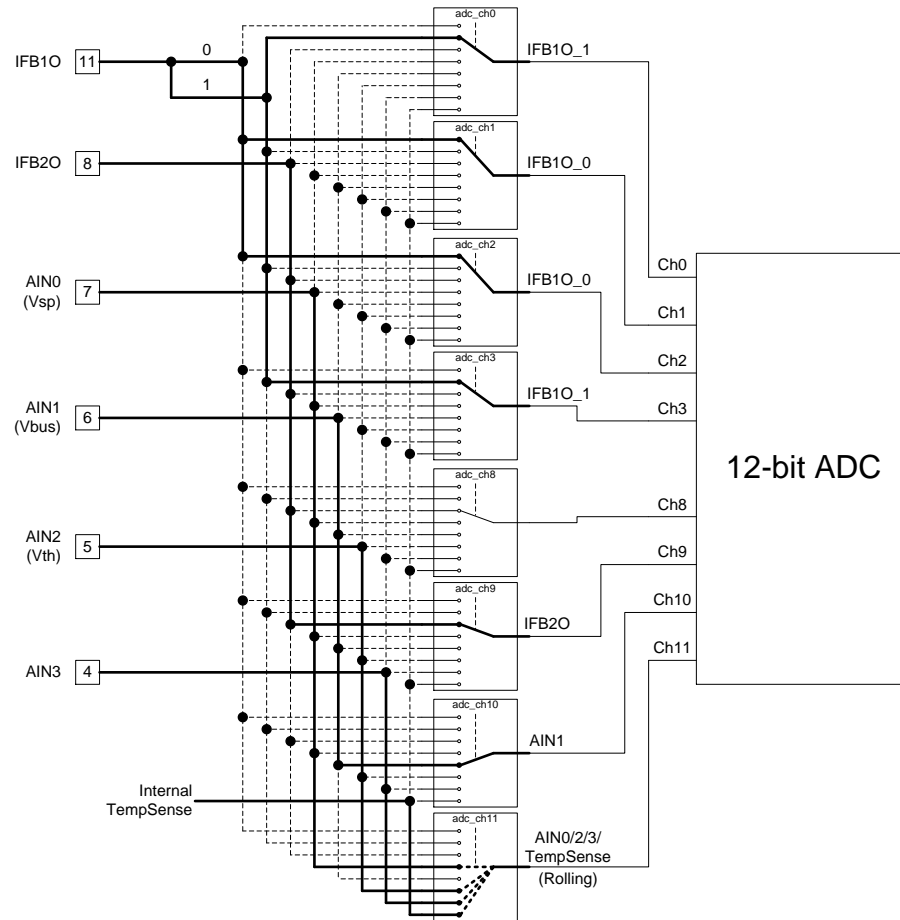 adc_ch0
IFB1O 11
0
1
IFB1O_1
adc_ch1
IFB2O 8
IFB1O_0
adc_ch2
AIN0
(Vsp)
7
IFB1O_0
Ch0
Ch1
Ch2
adc_ch3
AIN1
(Vbus)
6
IFB1O_1
Ch3
12-bit ADC
adc_ch8
Ch8
AIN2
(Vth)
5
Ch9
adc_ch9
IFB2O
Ch10
AIN3 4
Ch11
adc_ch10
AIN1
Internal
TempSense
adc_ch11
AIN0/2/3/
TempSense
(Rolling)